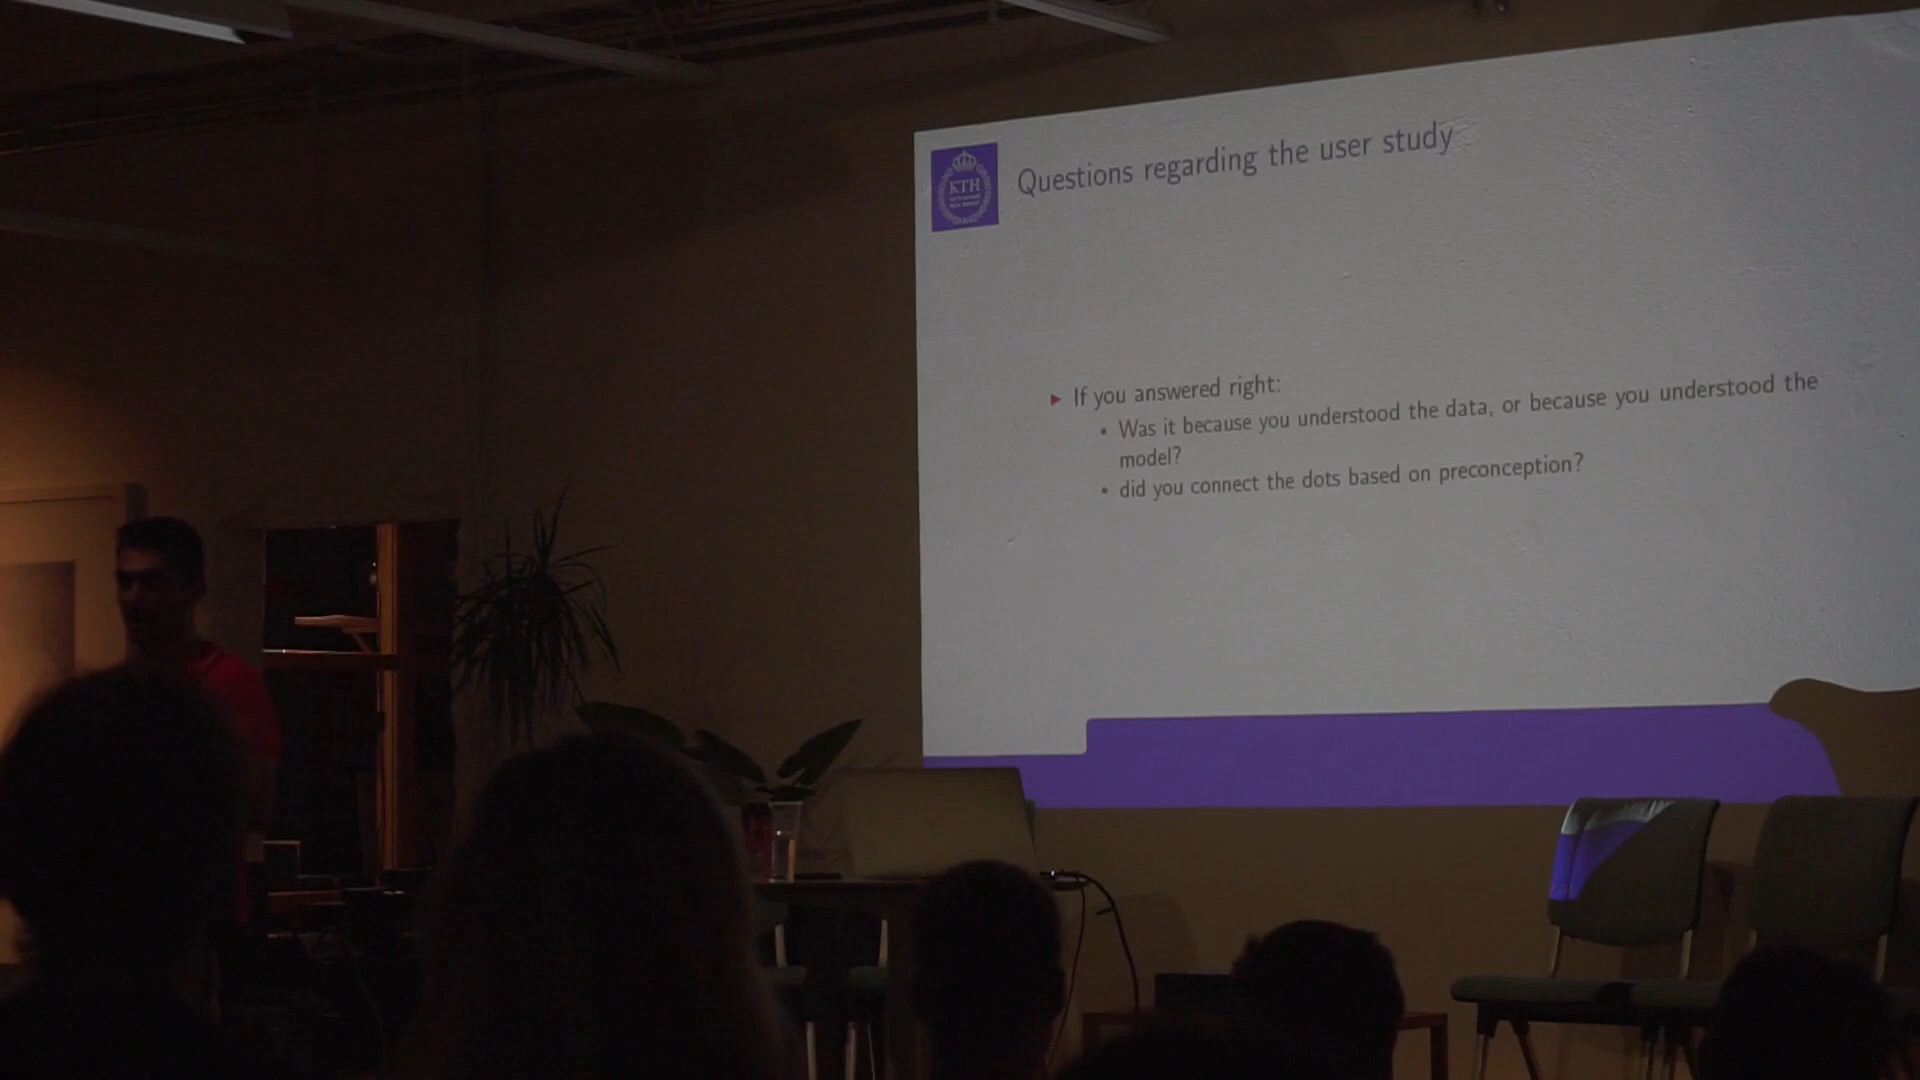 KTH
Questions regarding the user study
If you answered right:
Was it because you understood the data, or because you understood the
model?
did you connect the dots based on preconception?